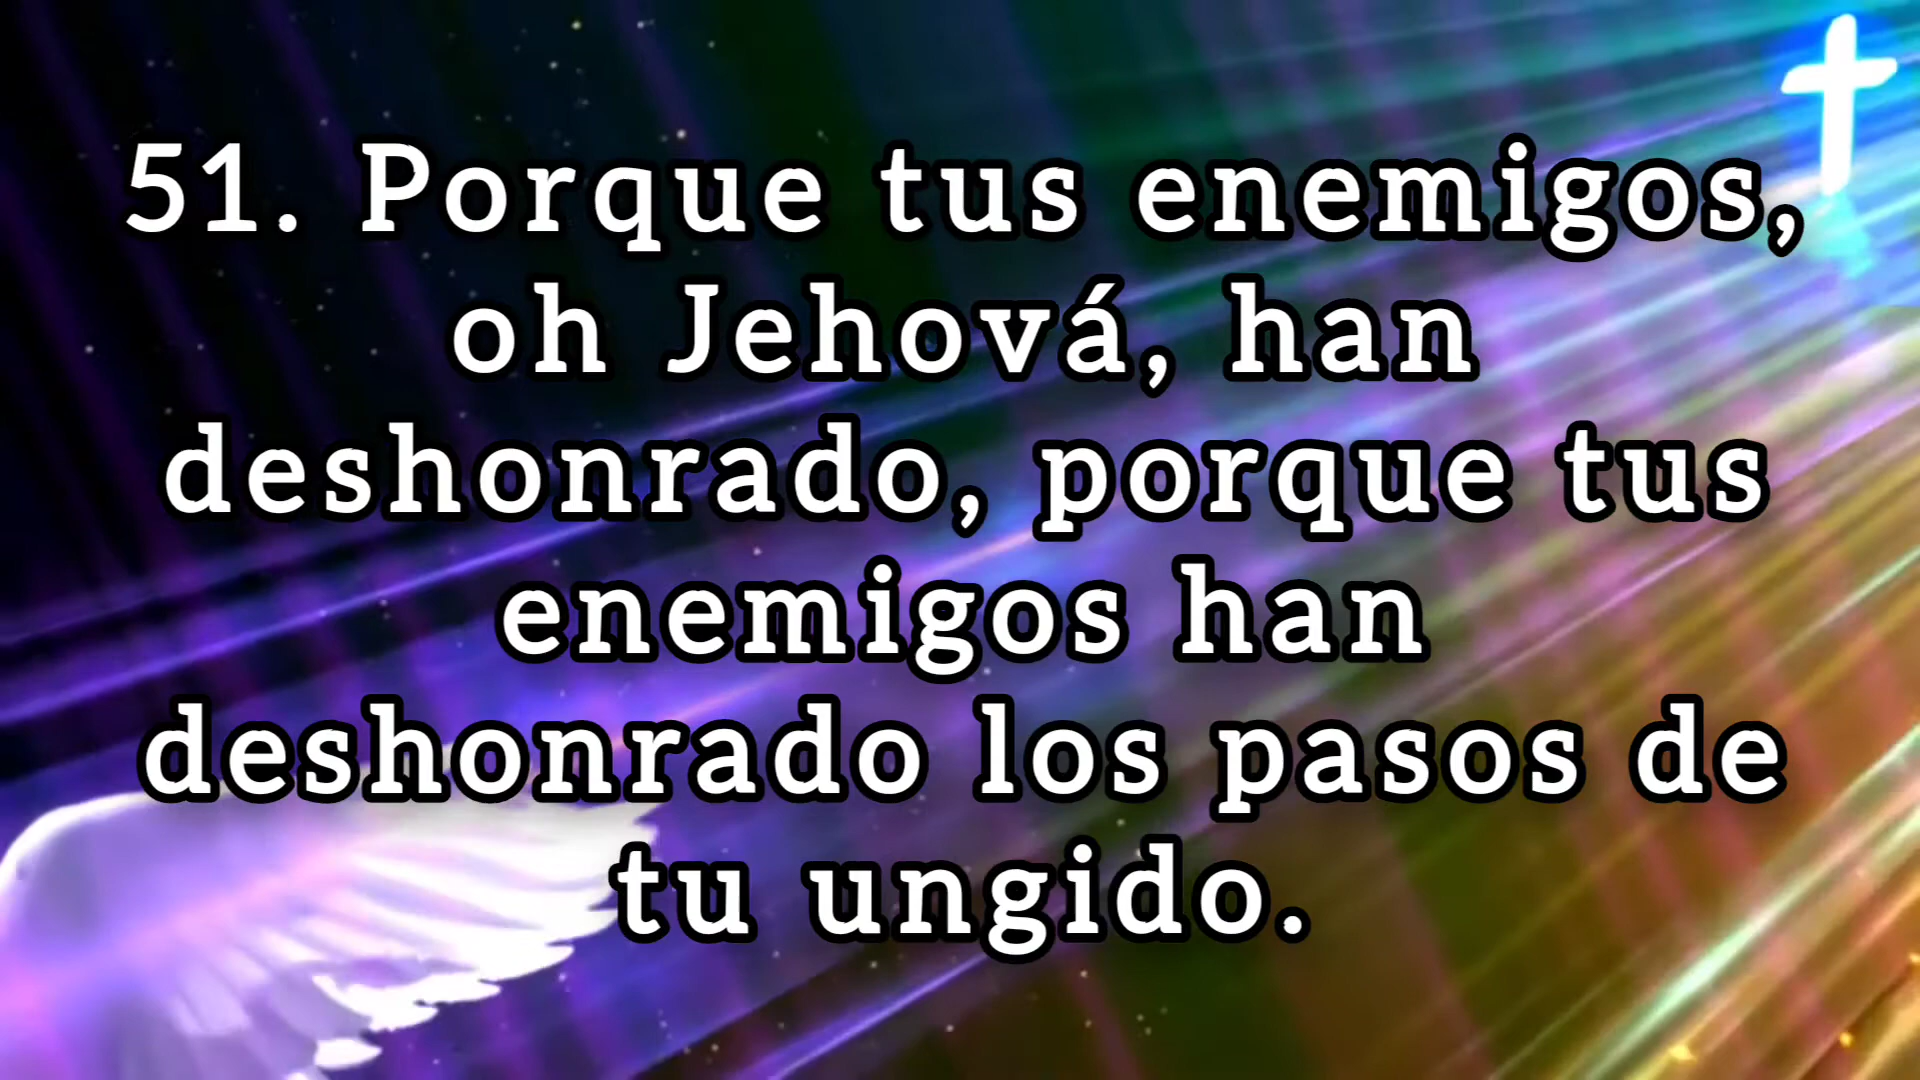 51. Porque tus enemigos,
oh Jehová, han
deshonrado, porque tus
enemigos han
deshonrado los pasos de
tu ungido.